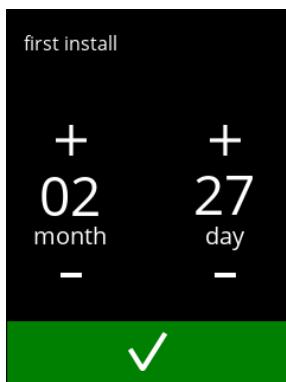 first install
+ +
02 27
month day
- -